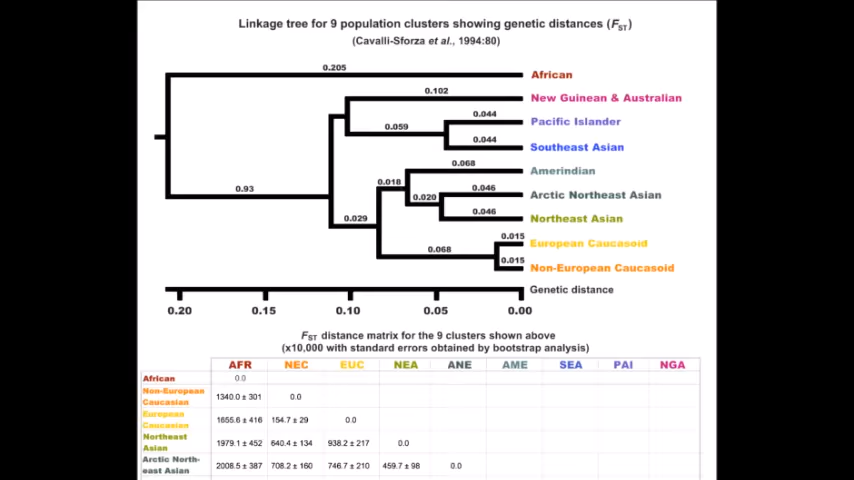 Linkage tree for 9 population clusters showing genetic distances (FST)
(Cavalli-Sforza et al., 1994:80)
0.205
African
0.102
New Guinean & Australian
0.044
Pacific Islander
0.059
0.044
Southeast Asian
0.068
Amerindian
0.018
0.046
Arctic Northeast Asian
0.93
0.020
0.046
Northeast Asian
0.029
0.015
European Caucasoid
0.068
0.015
Non-European Caucasoid
Genetic distance
0.20 0.15 0.10 0.05 0.00
FST distance matrix for the 9 clusters shown above
(x10,000 with standard errors obtained by bootstrap analysis)
AFR NEC EUC NEA ANE AME SEA PAI NGA
African 0.0
Non-European
Caucasian 1340.0 ± 301 0.0
European
Caucasian 1655.6 ± 416 154.7 ± 29 0.0
Northeast
Asian 1979.1 ± 452 640.4 ± 134 938.2 ± 217 0.0
Arctic North-
east Asian 2008.5 ± 387 708.2 ± 160 746.7 ± 210 459.7 ± 98 0.0